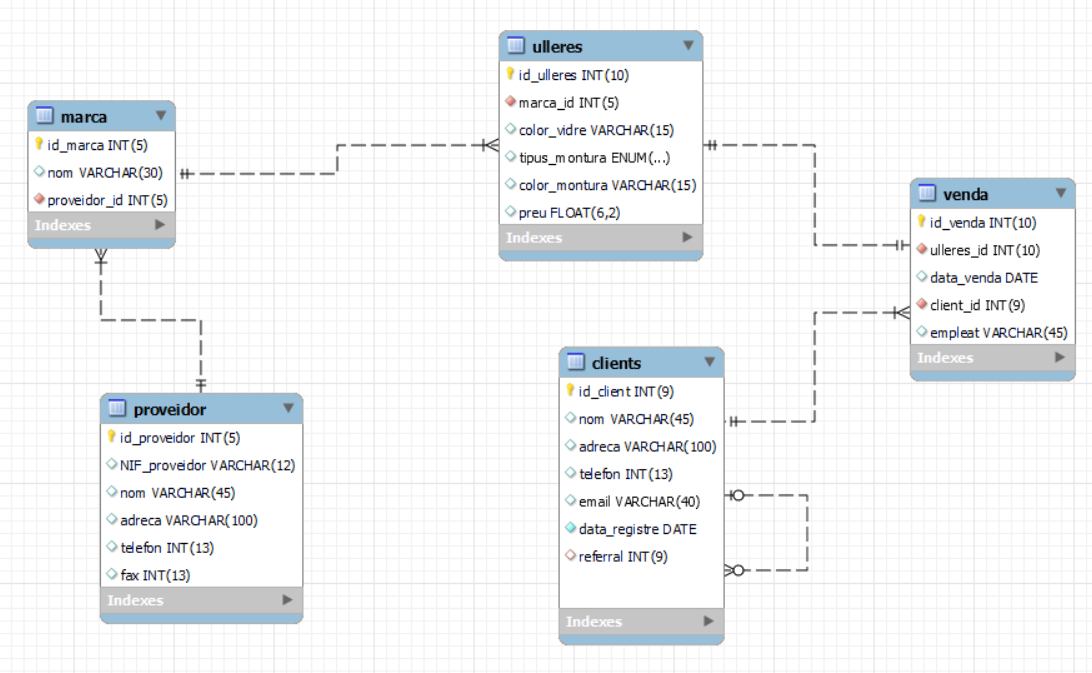 marca
id_marca INT(5)
nom VARCHAR(30)
proveidor_id INT(5)
Indexes
ulleres
id_ulleres INT(10)
marca_id INT(5)
color_vidre VARCHAR(15)
tipus_montura ENUM(...)
color_montura VARCHAR(15)
preu FLOAT(6,2)
Indexes
venda
id_venda INT(10)
ulleres_id INT(10)
data_venda DATE
client_id INT(9)
empleat VARCHAR(45)
Indexes
proveidor
id_proveidor INT(5)
NIF_proveidor VARCHAR(12)
nom VARCHAR(45)
adreca VARCHAR(100)
telefon INT(13)
fax INT(13)
Indexes
clients
id_client INT(9)
nom VARCHAR(45)
adreca VARCHAR(100)
telefon INT(13)
email VARCHAR(40)
data_registre DATE
referral INT(9)
Indexes